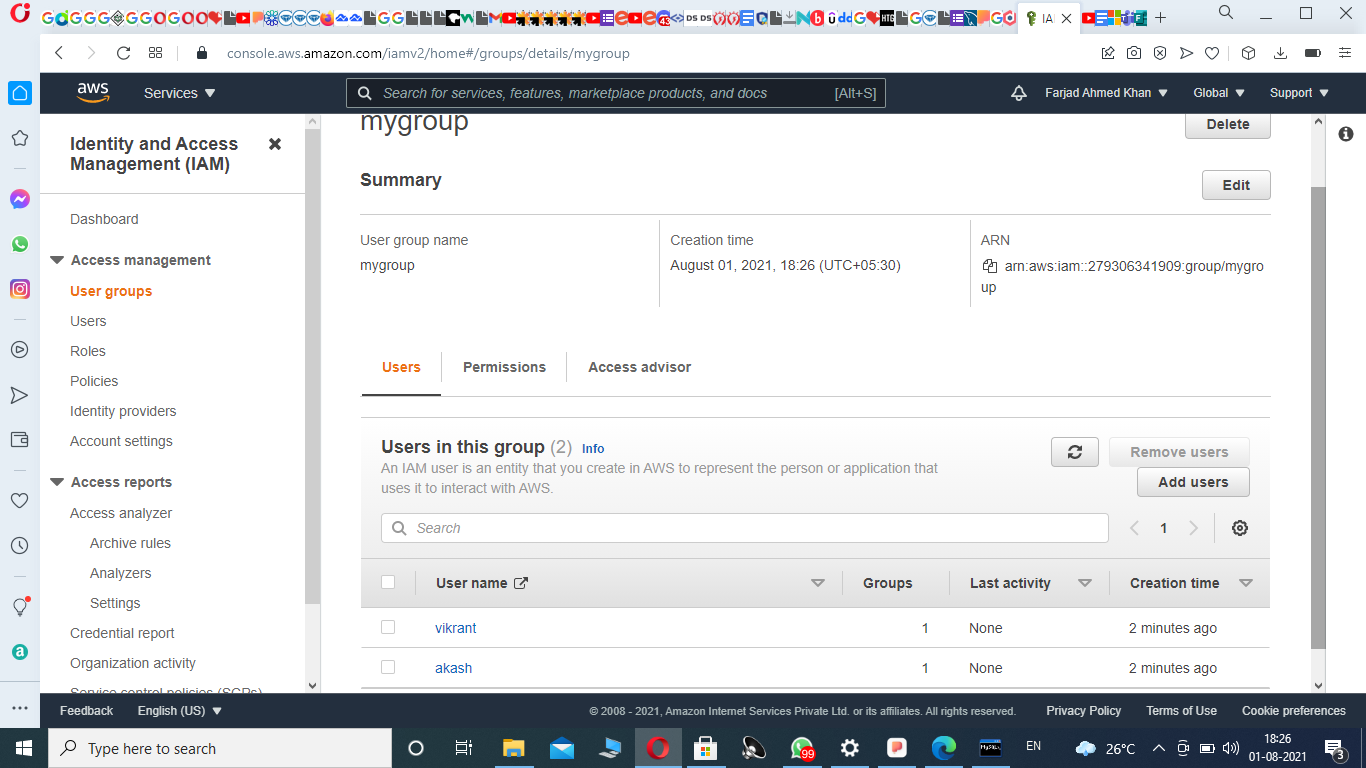 IA
console.aws.amazon.com/iamv2/home#/groups/details/mygroup
aws
Services
Search for services, features, marketplace products, and docs
[Alt+S]
Farjad Ahmed Khan
Global
Support
Identity and Access
Management (IAM)
Dashboard
Access management
User groups
Users
Roles
Policies
Identity providers
Account settings
Access reports
Access analyzer
Archive rules
Analyzers
Settings
Credential report
Organization activity
Service control policies (SCPs)
mygroup
Delete
Summary
Edit
User group name
mygroup
Creation time
August 01, 2021, 18:26 (UTC+05:30)
ARN
arn:aws:iam::279306341909:group/mygro
up
Users
Permissions
Access advisor
Users in this group (2) Info
An IAM user is an entity that you create in AWS to represent the person or application that
uses it to interact with AWS.
Remove users
Add users
Search
1
User name
Groups
Last activity
Creation time
vikrant 1 None 2 minutes ago
akash 1 None 2 minutes ago
Feedback
English (US)
© 2008 - 2021, Amazon Internet Services Private Ltd. or its affiliates. All rights reserved.
Privacy Policy
Terms of Use
Cookie preferences
Type here to search
99
MySQL
EN
26°C
18:26
01-08-2021
3